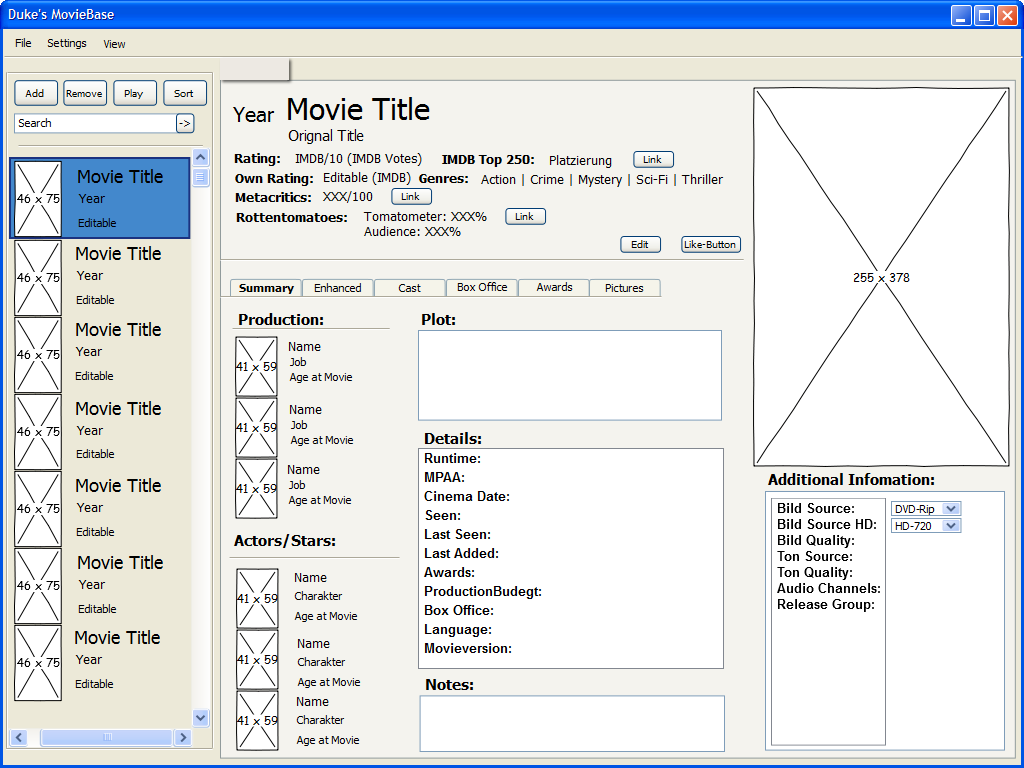 Duke's MovieBase
File Settings View
Add Remove Play Sort
Search ->
46 x 75 Movie Title
Year
Editable
46 x 75 Movie Title
Year
Editable
46 x 75 Movie Title
Year
Editable
46 x 75 Movie Title
Year
Editable
46 x 75 Movie Title
Year
Editable
46 x 75 Movie Title
Year
Editable
46 x 75 Movie Title
Year
Editable
Year Movie Title
Orignal Title
Rating: IMDB/10 (IMDB Votes) IMDB Top 250: Platzierung Link
Own Rating: Editable (IMDB) Genres: Action | Crime | Mystery | Sci-Fi | Thriller
Metacritics: XXX/100 Link
Rottentomatoes: Tomatometer: XXX% Link
Audience: XXX%
Edit Like-Button
Summary Enhanced Cast Box Office Awards Pictures
Production:
41 x 59 Name
Job
Age at Movie
41 x 59 Name
Job
Age at Movie
41 x 59 Name
Job
Age at Movie
Actors/Stars:
41 x 59 Name
Charakter
Age at Movie
41 x 59 Name
Charakter
Age at Movie
41 x 59 Name
Charakter
Age at Movie
Plot:
Details:
Runtime:
MPAA:
Cinema Date:
Seen:
Last Seen:
Last Added:
Awards:
ProductionBudegt:
Box Office:
Language:
Movieversion:
Notes:
255 x 378
Additional Infomation:
Bild Source: DVD-Rip
Bild Source HD: HD-720
Bild Quality:
Ton Source:
Ton Quality:
Audio Channels:
Release Group: